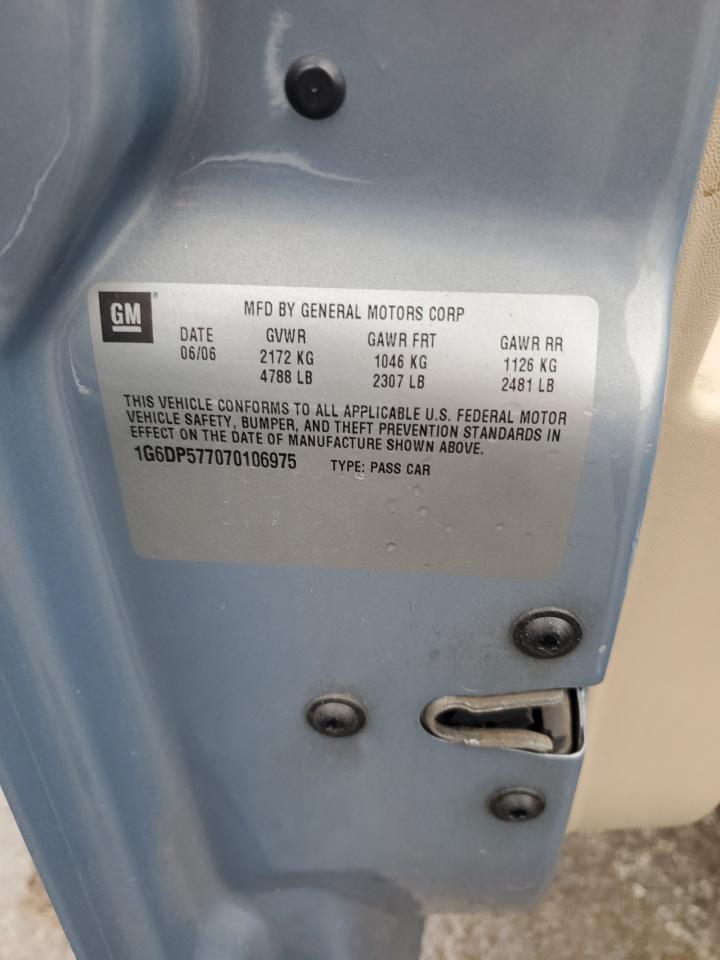 GM
MFD BY GENERAL MOTORS CORP
DATE GVWR GAWR FRT GAWR RR
06/06 2172 KG 1046 KG 1126 KG
4788 LB 2307 LB 2481 LB
THIS VEHICLE CONFORMS TO ALL APPLICABLE U.S. FEDERAL MOTOR
VEHICLE SAFETY, BUMPER, AND THEFT PREVENTION STANDARDS IN
EFFECT ON THE DATE OF MANUFACTURE SHOWN ABOVE.
1G6DP577070106975 TYPE: PASS CAR